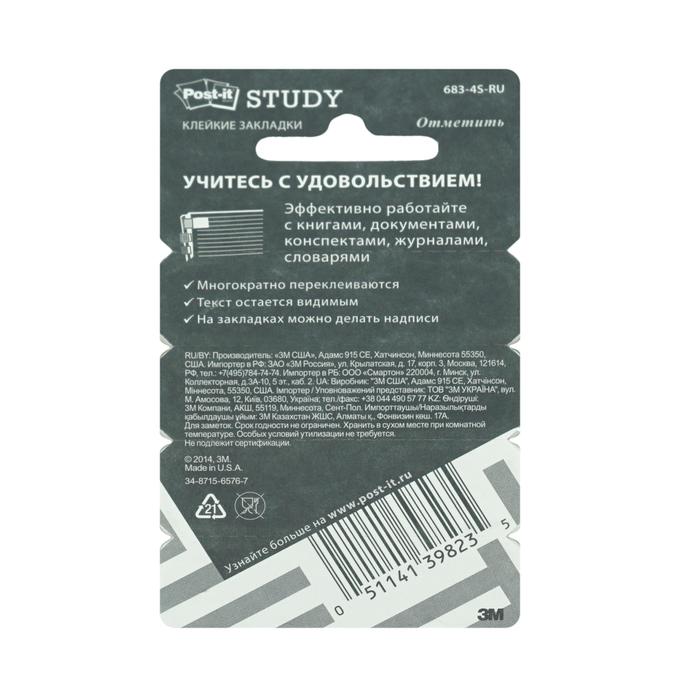 Post-it STUDY 683-4S-RU
КЛЕЙКИЕ ЗАКЛАДКИ Отметить
УЧИТЕСЬ С УДОВОЛЬСТВИЕМ!
Эффективно работайте
с книгами, документами,
конспектами, журналами,
словарями
✓ Многократно переклеиваются
✓ Текст остается видимым
✓ На закладках можно делать надписи
RU/BY: Производитель: «3М США», Адамс 915 СЕ, Хатчинсон, Миннесота 55350,
США. Импортер в РФ: ЗАО «3М Россия», ул. Крылатская, д. 17, корп. 3, Москва, 121614,
РФ, тел.: +7(495)784-74-74. Импортер в РБ: ООО «Смартон» 220004, г. Минск, ул.
Коллекторная, д.3А-10, 5 эт., каб. 2. UA: Виробник: "3М США", Адамс 915 СЕ, Хатчінсон,
Міннесота, 55350, США. Імпортер / Уповноважений представник: ТОВ "3М УКРАЇНА", вул.
М. Амосова, 12, Київ, 03680, Україна; тел./факс: +38 044 490 57 77 KZ: Өндіруші:
3М Компани, АКШ, 55119, Миннесота, Сент-Пол. Импорттаушы/Наразылықтарды
қабылдаушы ұйым: 3М Казахстан ЖШС, Алматы қ., Фонвизин көш. 17А.
Для заметок. Срок годности не ограничен. Хранить в сухом месте при комнатной
температуре. Особых условий утилизации не требуется.
Не подлежит сертификации.
© 2014, 3M.
Made in U.S.A.
34-8715-6576-7
21
Узнайте больше на www.post-it.ru
0 51141 39823 5
3M